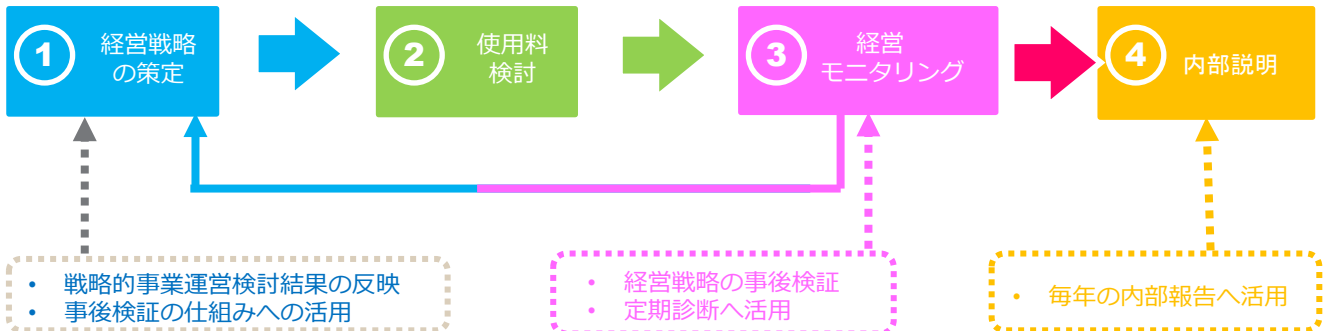 1 経営戦略
の策定
2 使用料
検討
3 経営
モニタリング
4 内部説明
• 戦略的事業運営検討結果の反映
• 事後検証の仕組みへの活用
• 経営戦略の事後検証
• 定期診断へ活用
• 毎年の内部報告へ活用